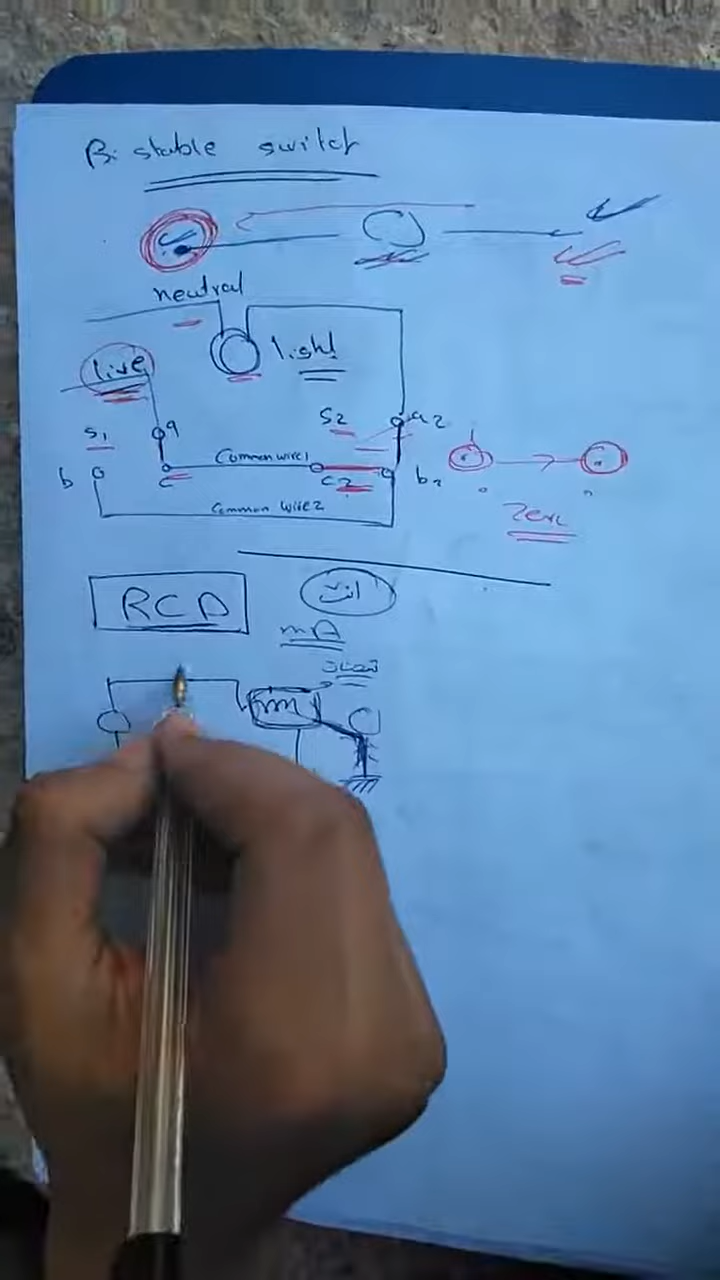 Bi stable switch
neutral
light
live
S1
a
S2
a2
b
c
Common wire1
C2
b2
Common wire2
Zero
RCD
mA